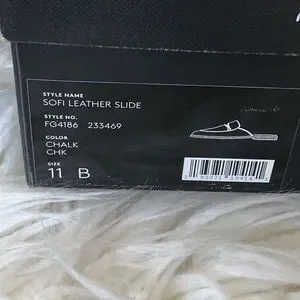 STYLE NAME
SOFI LEATHER SLIDE
STYLE NO.
FG4186 233469
COLOR
CHALK
CHK
SIZE
11 B